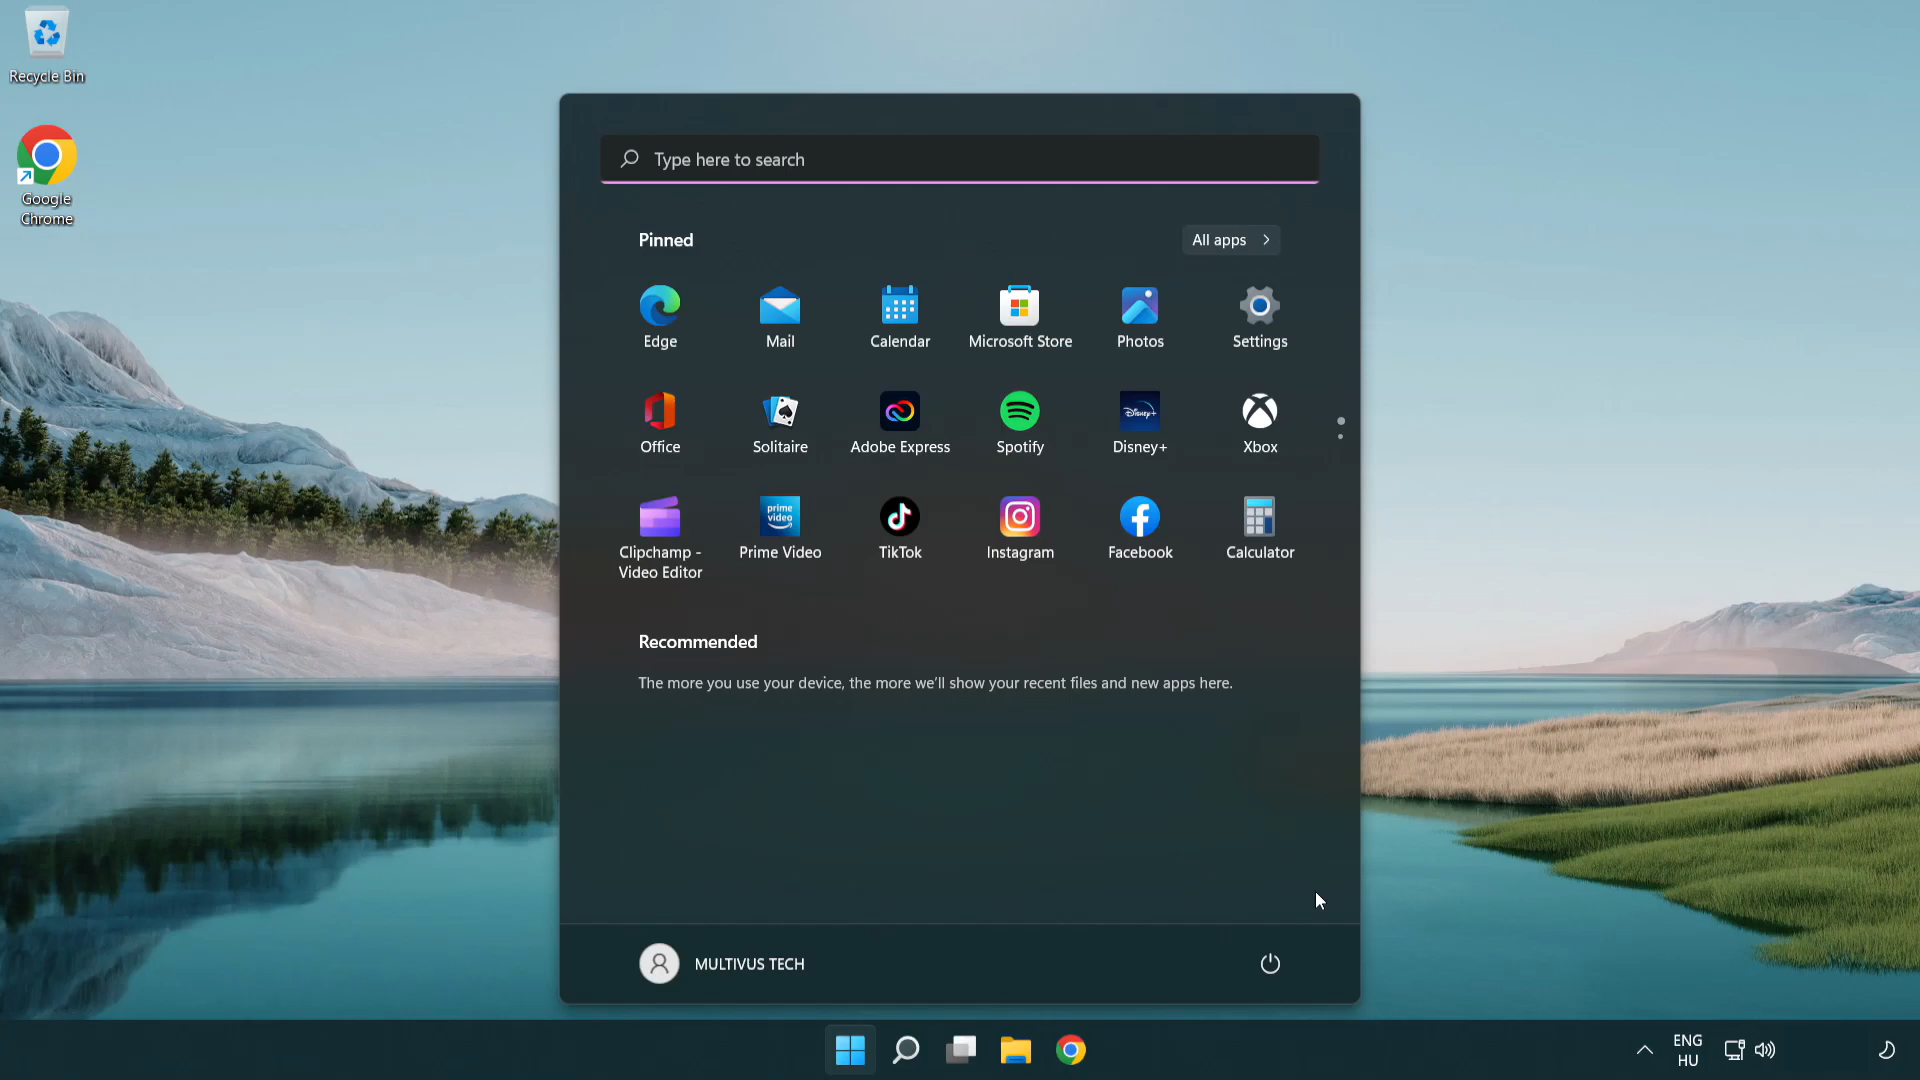 Recycle Bin
Google
Chrome
Type here to search
Pinned
All apps
Edge
Mail
Calendar
Microsoft Store
Photos
Settings
Office
Solitaire
Adobe Express
Spotify
Disney+
Disney+
Xbox
prime
video
Clipchamp -
Video Editor
Prime Video
TikTok
Instagram
Facebook
Calculator
Recommended
The more you use your device, the more we'll show your recent files and new apps here.
MULTIVUS TECH
ENG
HU